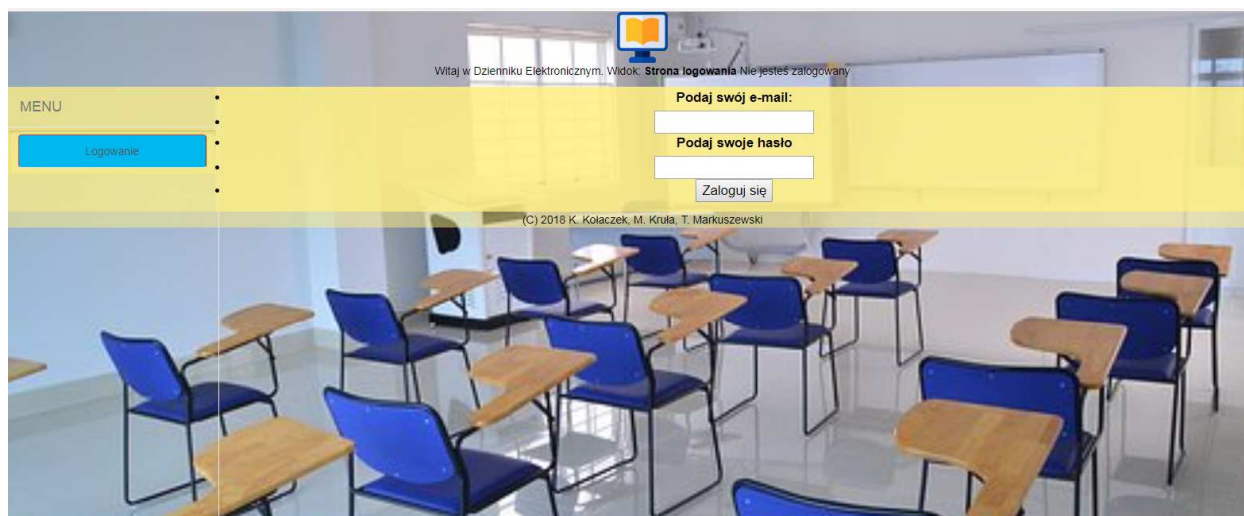 Witaj w Dzienniku Elektronicznym. Widok: Strona logowania Nie jesteś zalogowany
MENU
Logowanie
Podaj swój e-mail:
Podaj swoje hasło
Zaloguj się
(C) 2018 K. Kołaczek, M. Kruła, T. Markuszewski